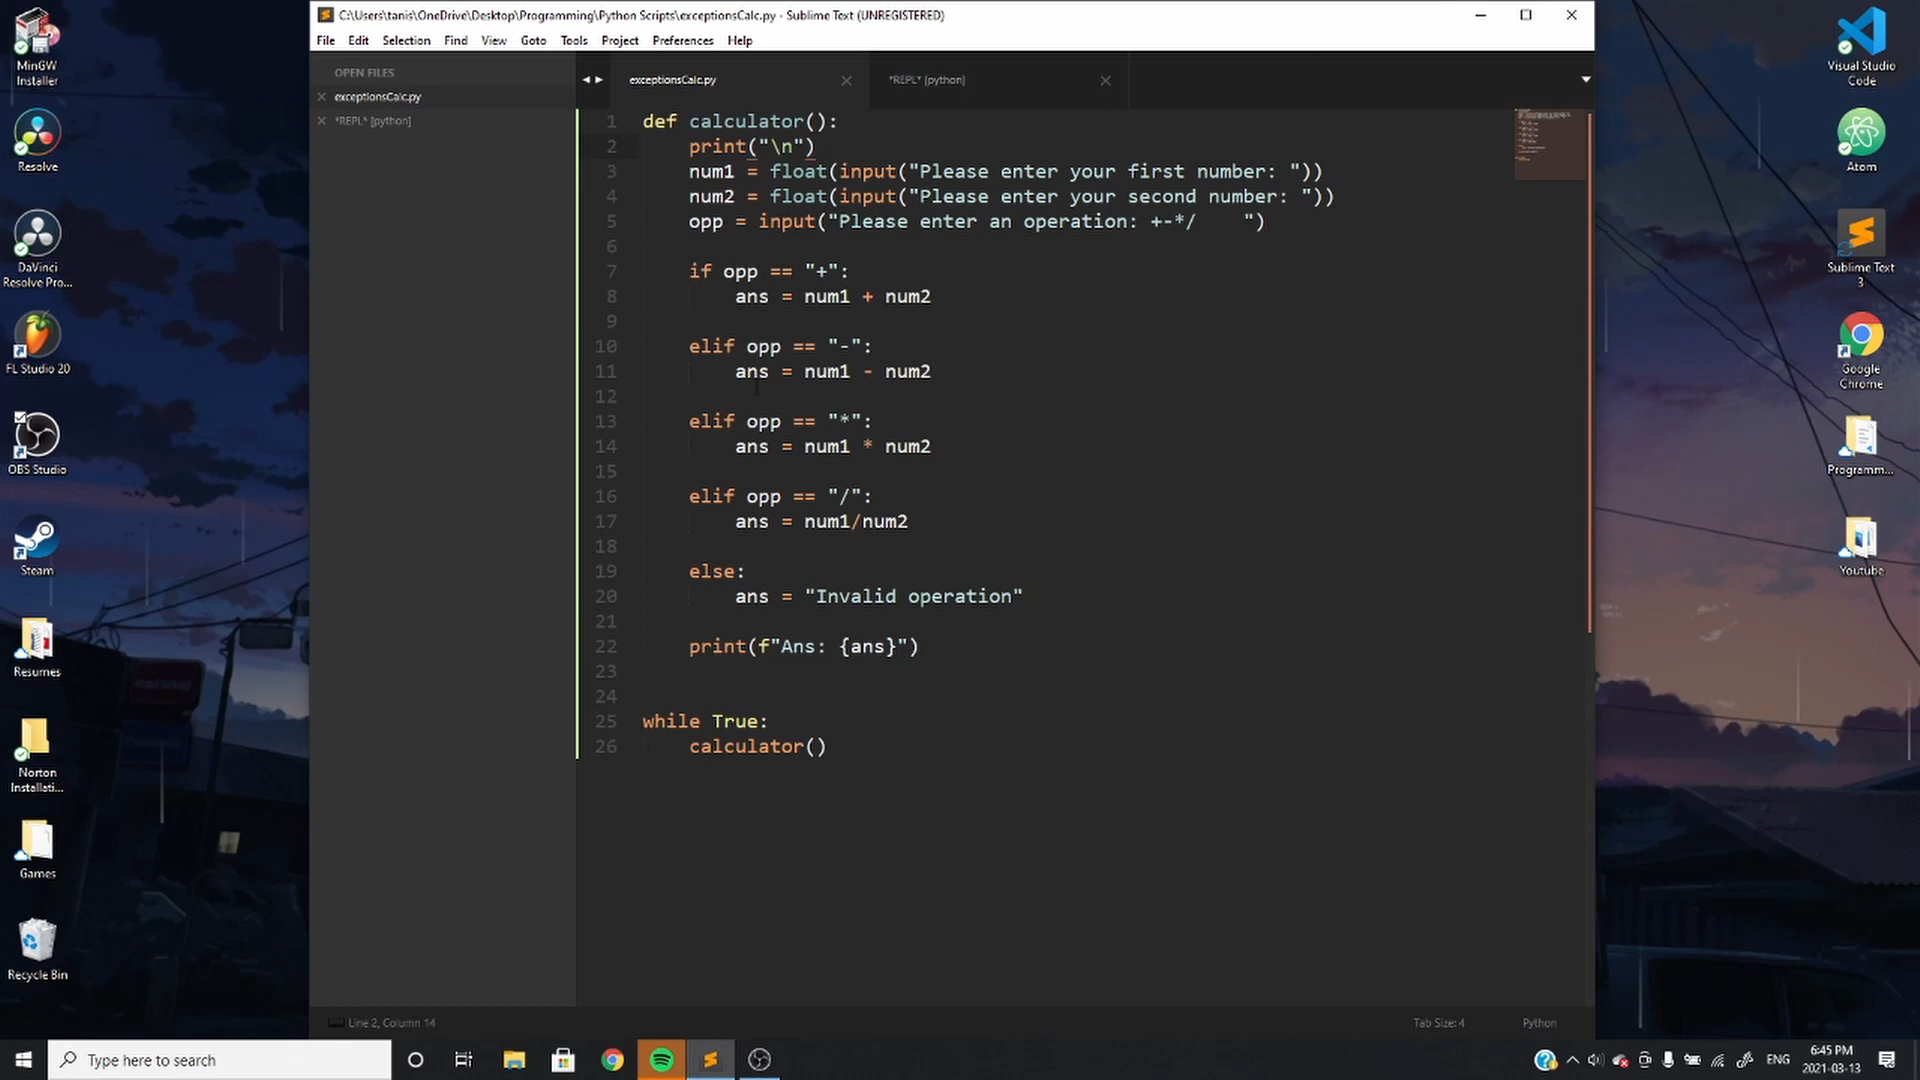 C:\Users\tanis\OneDrive\Desktop\Programming\Python Scripts\exceptionsCalc.py - Sublime Text (UNREGISTERED)
File Edit Selection Find View Goto Tools Project Preferences Help
OPEN FILES
exceptionsCalc.py
*REPL* [python]
exceptionsCalc.py
*REPL* [python]
1 def calculator():
2     print("\n")
3     num1 = float(input("Please enter your first number: "))
4     num2 = float(input("Please enter your second number: "))
5     opp = input("Please enter an operation: +-*/    ")
6
7     if opp == "+":
8         ans = num1 + num2
9
10     elif opp == "-":
11         ans = num1 - num2
12
13     elif opp == "*":
14         ans = num1 * num2
15
16     elif opp == "/":
17         ans = num1/num2
18
19     else:
20         ans = "Invalid operation"
21
22     print(f"Ans: {ans}")
23
24
25 while True:
26     calculator()
Line 2, Column 14
Tab Size: 4
Python
MinGW
Installer
Resolve
DaVinci
Resolve Pro...
FL Studio 20
OBS Studio
Steam
Resumes
Norton
Installati...
Games
Recycle Bin
Visual Studio
Code
Atom
Sublime Text
3
Google
Chrome
Programm...
Youtube
Type here to search
ENG
6:45 PM
2021-03-13